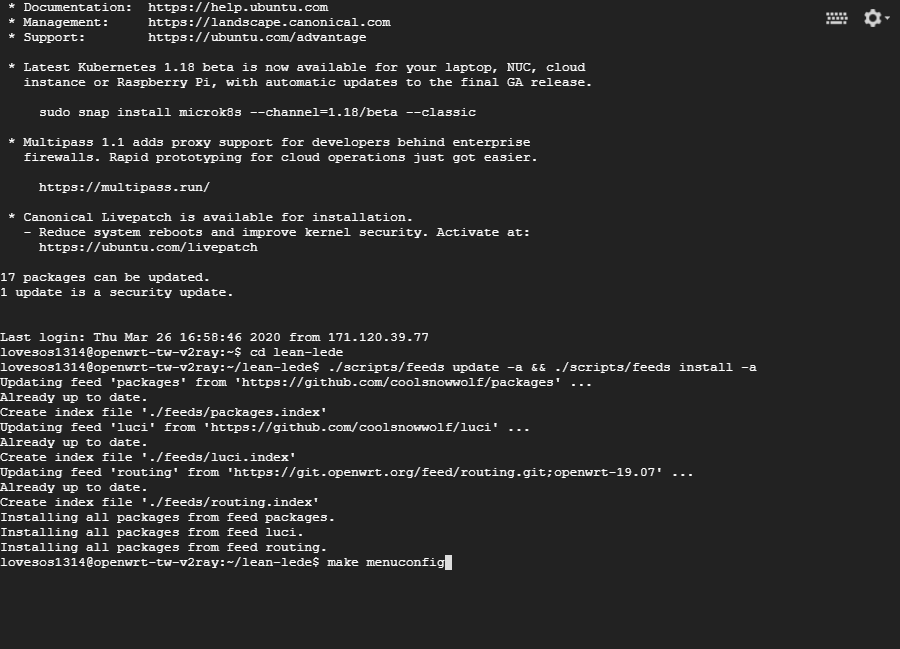 * Documentation:  https://help.ubuntu.com
* Management:     https://landscape.canonical.com
* Support:        https://ubuntu.com/advantage
* Latest Kubernetes 1.18 beta is now available for your laptop, NUC, cloud
instance or Raspberry Pi, with automatic updates to the final GA release.
sudo snap install microk8s --channel=1.18/beta --classic
* Multipass 1.1 adds proxy support for developers behind enterprise
firewalls. Rapid prototyping for cloud operations just got easier.
https://multipass.run/
* Canonical Livepatch is available for installation.
- Reduce system reboots and improve kernel security. Activate at:
https://ubuntu.com/livepatch
17 packages can be updated.
1 update is a security update.
Last login: Thu Mar 26 16:58:46 2020 from 171.120.39.77
lovesos1314@openwrt-tw-v2ray:~$ cd lean-lede
lovesos1314@openwrt-tw-v2ray:~/lean-lede$ ./scripts/feeds update -a && ./scripts/feeds install -a
Updating feed 'packages' from 'https://github.com/coolsnowwolf/packages' ...
Already up to date.
Create index file './feeds/packages.index'
Updating feed 'luci' from 'https://github.com/coolsnowwolf/luci' ...
Already up to date.
Create index file './feeds/luci.index'
Updating feed 'routing' from 'https://git.openwrt.org/feed/routing.git;openwrt-19.07' ...
Already up to date.
Create index file './feeds/routing.index'
Installing all packages from feed packages.
Installing all packages from feed luci.
Installing all packages from feed routing.
lovesos1314@openwrt-tw-v2ray:~/lean-lede$ make menuconfig